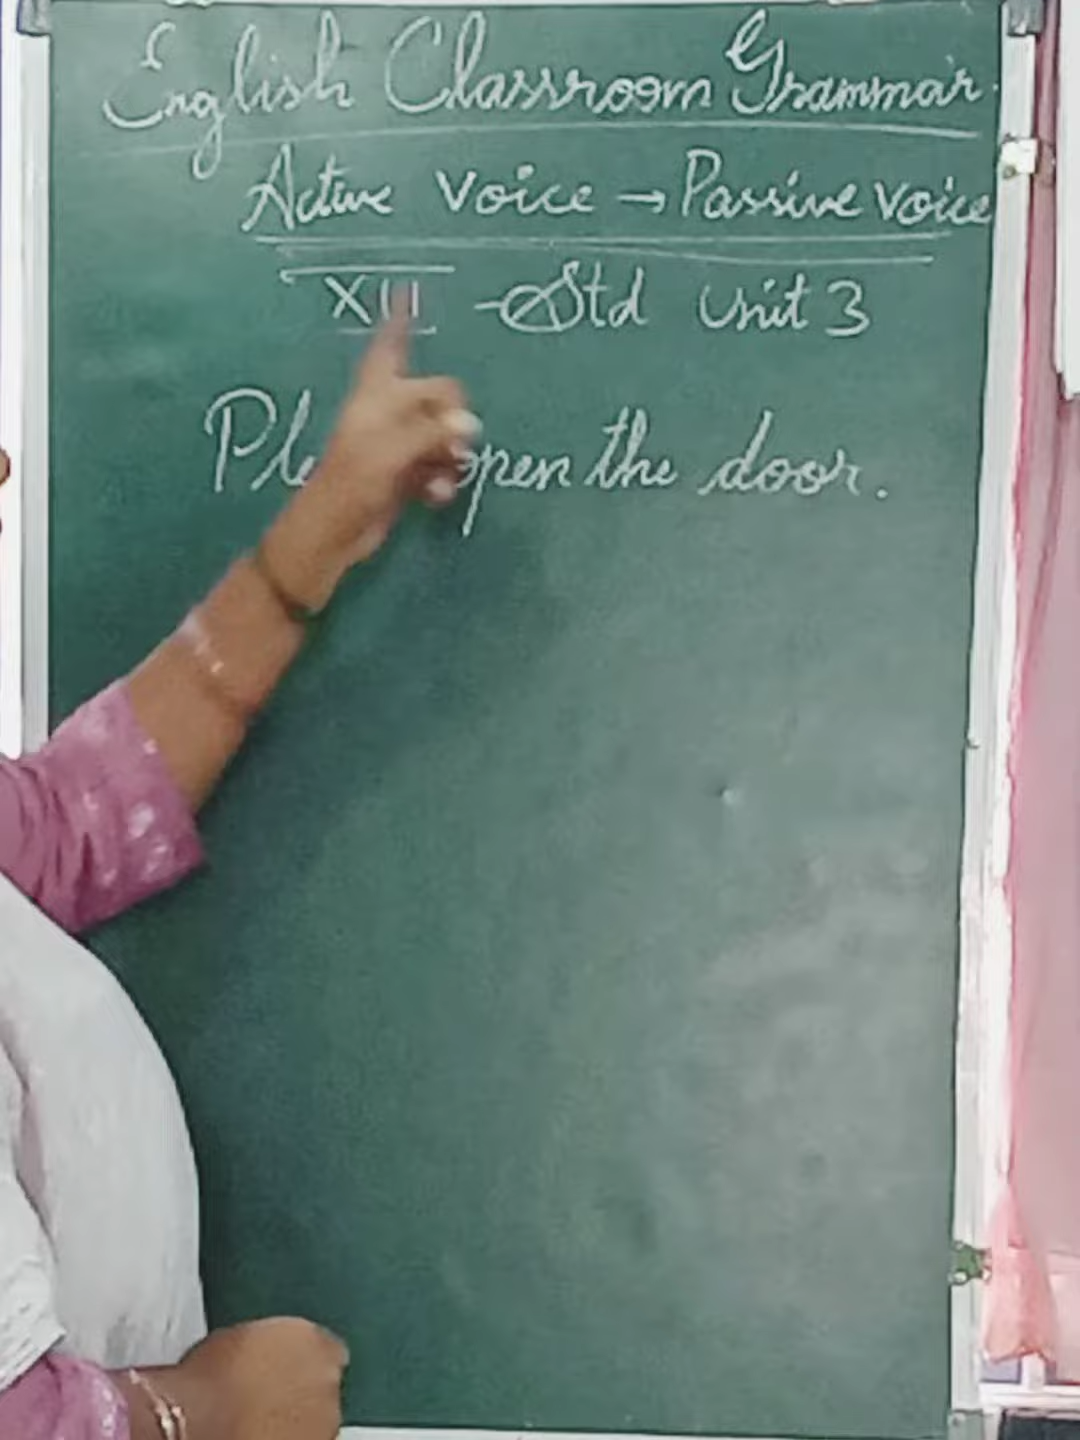 English Classroom Grammar.
Active Voice → Passive Voice
XII - Std Unit 3
open the door.